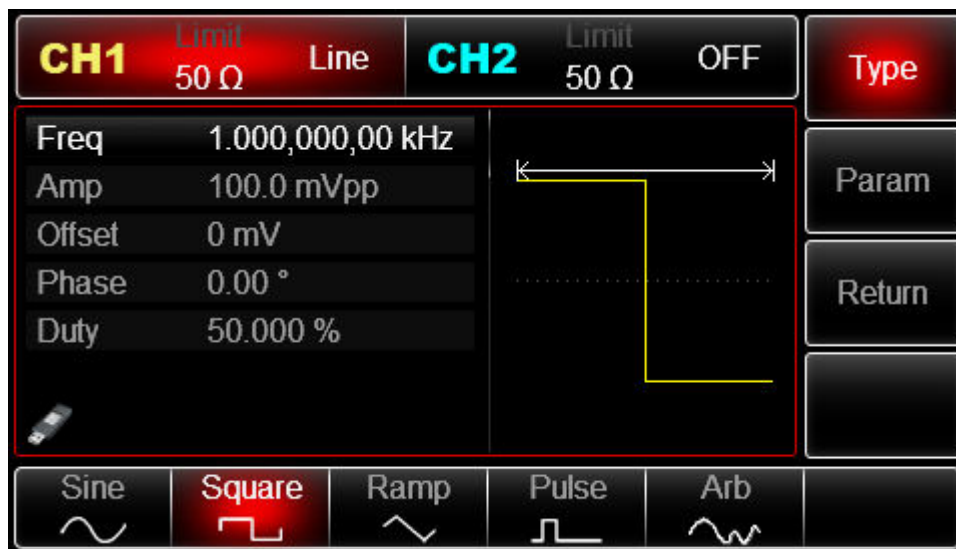 CH1 Limit 50 Ω Line
CH2 Limit 50 Ω OFF
Type
Freq 1.000,000,00 kHz
Amp 100.0 mVpp
Offset 0 mV
Phase 0.00 °
Duty 50.000 %
Param
Return
Sine Square Ramp Pulse Arb